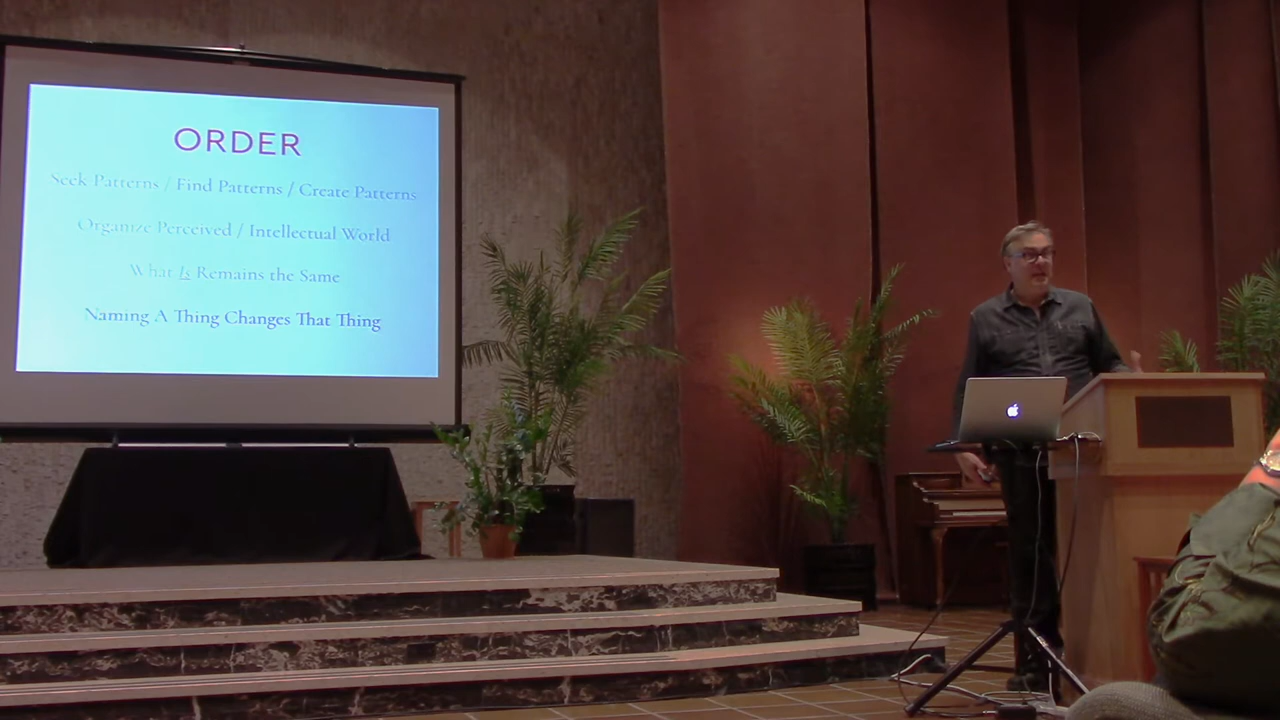 ORDER
Seek Patterns / Find Patterns / Create Patterns
Organize Perceived / Intellectual World
What Is Remains the Same
Naming A Thing Changes That Thing